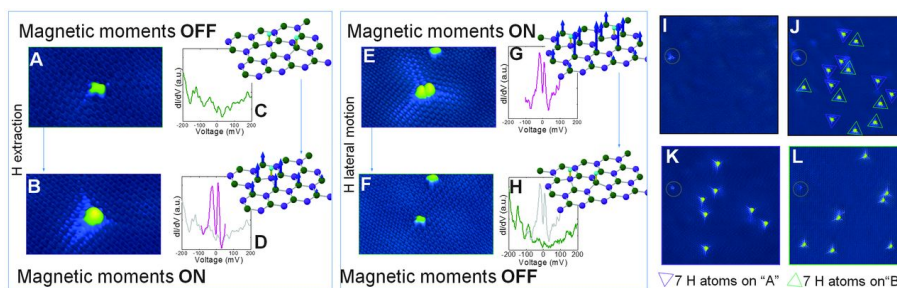 Magnetic moments OFF
A
H extraction
B
dI/dV (a.u.)
C
-200 -100 0 100 200
Voltage (mV)
dI/dV (a.u.)
D
-200 -100 0 100 200
Voltage (mV)
Magnetic moments ON
Magnetic moments ON
E
H lateral motion
F
G
dI/dV (a.u.)
-200 -100 0 100 200
Voltage (mV)
H
dI/dV (a.u.)
-200 -100 0 100 200
Voltage (mV)
Magnetic moments OFF
I
J
K
L
7 H atoms on “A”
7 H atoms on“B